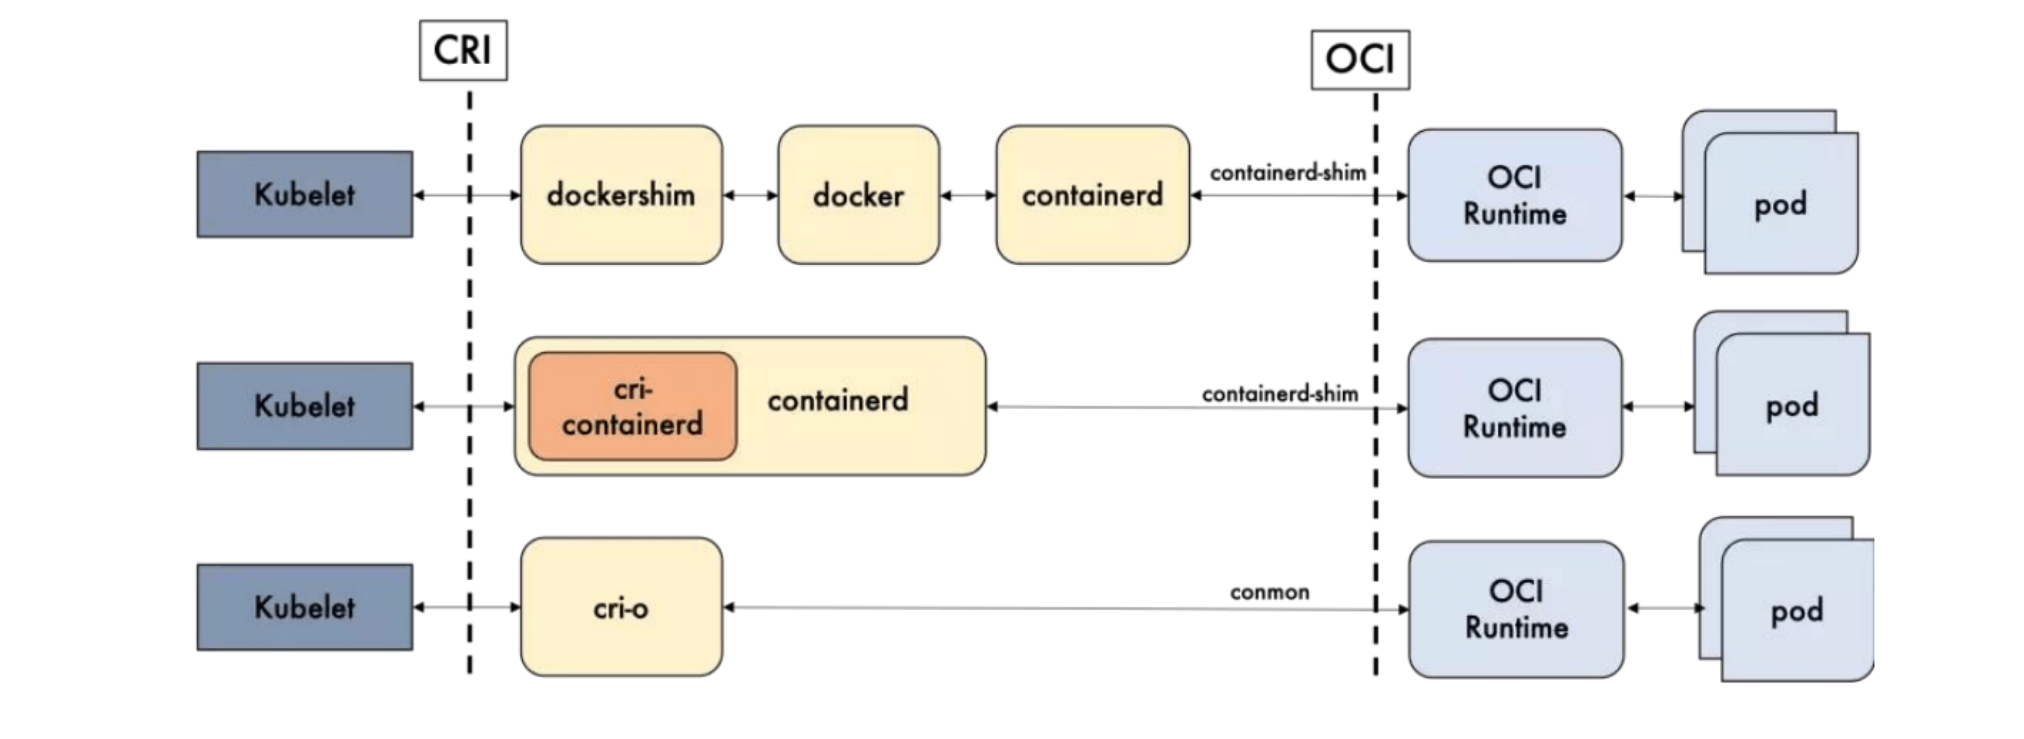 CRI
OCI
Kubelet
dockershim
docker
containerd
containerd-shim
OCI
Runtime
pod
Kubelet
cri-
containerd
containerd
containerd-shim
OCI
Runtime
pod
Kubelet
cri-o
conmon
OCI
Runtime
pod